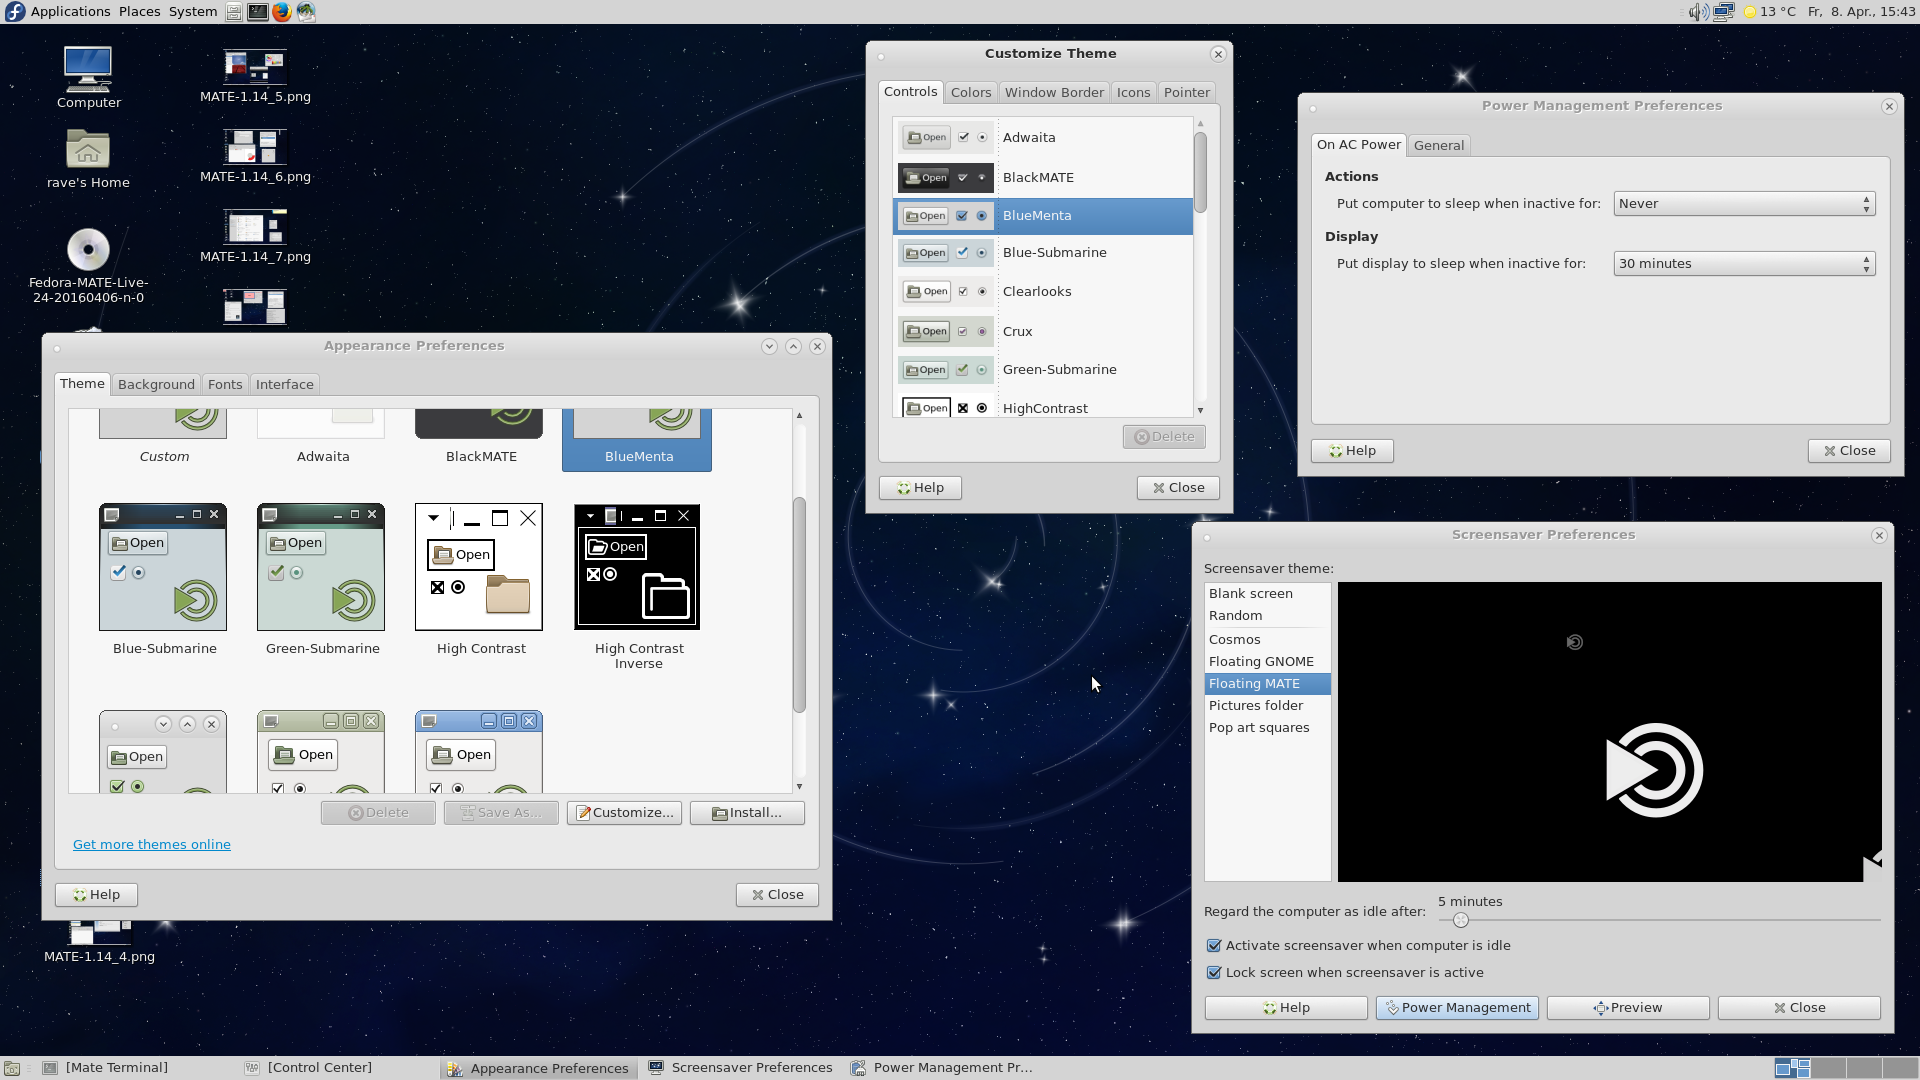 Applications Places System
13 °C Fr, 8. Apr., 15:43
Computer
rave's Home
Fedora-MATE-Live-
24-20160406-n-0
MATE-1.14_5.png
MATE-1.14_6.png
MATE-1.14_7.png
MATE-1.14_4.png
Appearance Preferences
Theme Background Fonts Interface
Custom Adwaita BlackMATE BlueMenta
Open Open Open Open
Blue-Submarine Green-Submarine High Contrast High Contrast
Inverse
Open Open Open
Delete Save As... Customize... Install...
Get more themes online
Help Close
Customize Theme
Controls Colors Window Border Icons Pointer
Open Adwaita
Open BlackMATE
Open BlueMenta
Open Blue-Submarine
Open Clearlooks
Open Crux
Open Green-Submarine
Open HighContrast
Delete
Help Close
Power Management Preferences
On AC Power General
Actions
Put computer to sleep when inactive for: Never
Display
Put display to sleep when inactive for: 30 minutes
Help Close
Screensaver Preferences
Screensaver theme:
Blank screen
Random
Cosmos
Floating GNOME
Floating MATE
Pictures folder
Pop art squares
5 minutes
Regard the computer as idle after:
Activate screensaver when computer is idle
Lock screen when screensaver is active
Help Power Management Preview Close
[Mate Terminal] [Control Center] Appearance Preferences Screensaver Preferences Power Management Pr...